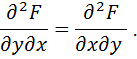 ∂²F/∂y∂x = ∂²F/∂x∂y .